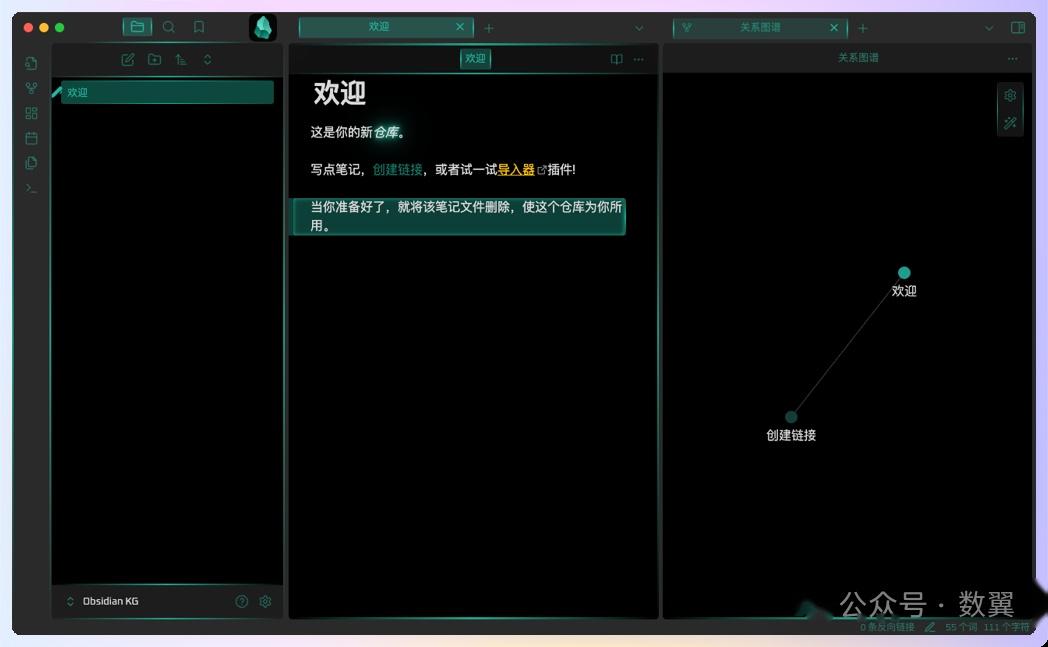 欢迎
关系图谱
欢迎
关系图谱
欢迎
欢迎
这是你的新仓库。
写点笔记，创建链接，或者试一试导入器插件!
当你准备好了，就将该笔记文件删除，使这个仓库为你所
用。
欢迎
创建链接
Obsidian KG
公众号·数翼
0 条反向链接 55 个词 111 个字符